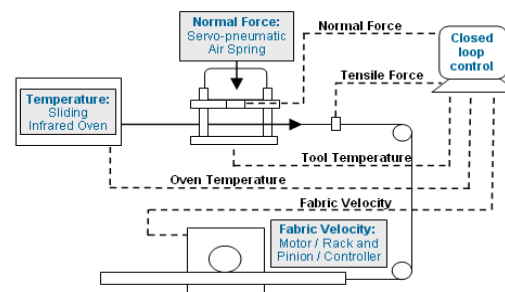 Normal Force:
Servo-pneumatic
Air Spring
Normal Force
Closed
loop
control
Tensile Force
Temperature:
Sliding
Infrared Oven
Tool Temperature
Oven Temperature
Fabric Velocity
Fabric Velocity:
Motor / Rack and
Pinion / Controller